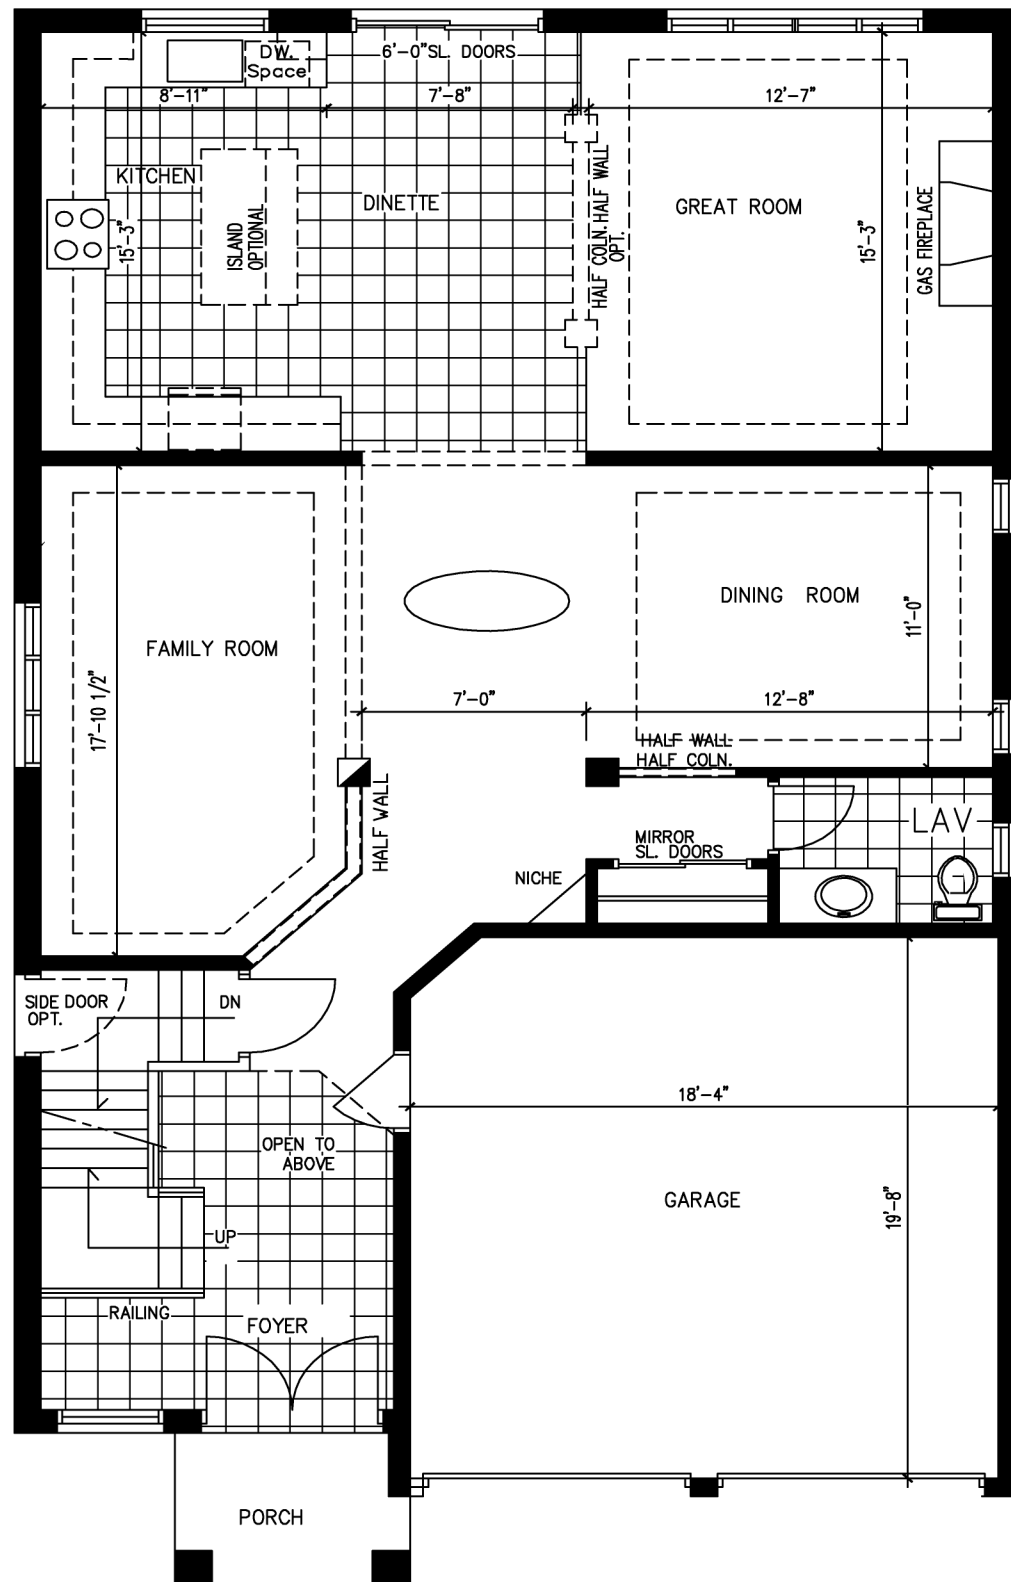 DW.
Space
6'-0"SL. DOORS
8'-11"
7'-8"
12'-7"
KITCHEN
15'-3"
ISLAND
OPTIONAL
DINETTE
HALF COLN.HALF WALL
OPT.
GREAT ROOM
15'-3"
GAS FIREPLACE
FAMILY ROOM
17'-10 1/2"
DINING ROOM
11'-0"
7'-0"
12'-8"
HALF WALL
HALF COLN.
HALF WALL
MIRROR
SL. DOORS
LAV
NICHE
SIDE DOOR
OPT.
DN
18'-4"
OPEN TO
ABOVE
GARAGE
19'-8"
UP
RAILING
FOYER
PORCH